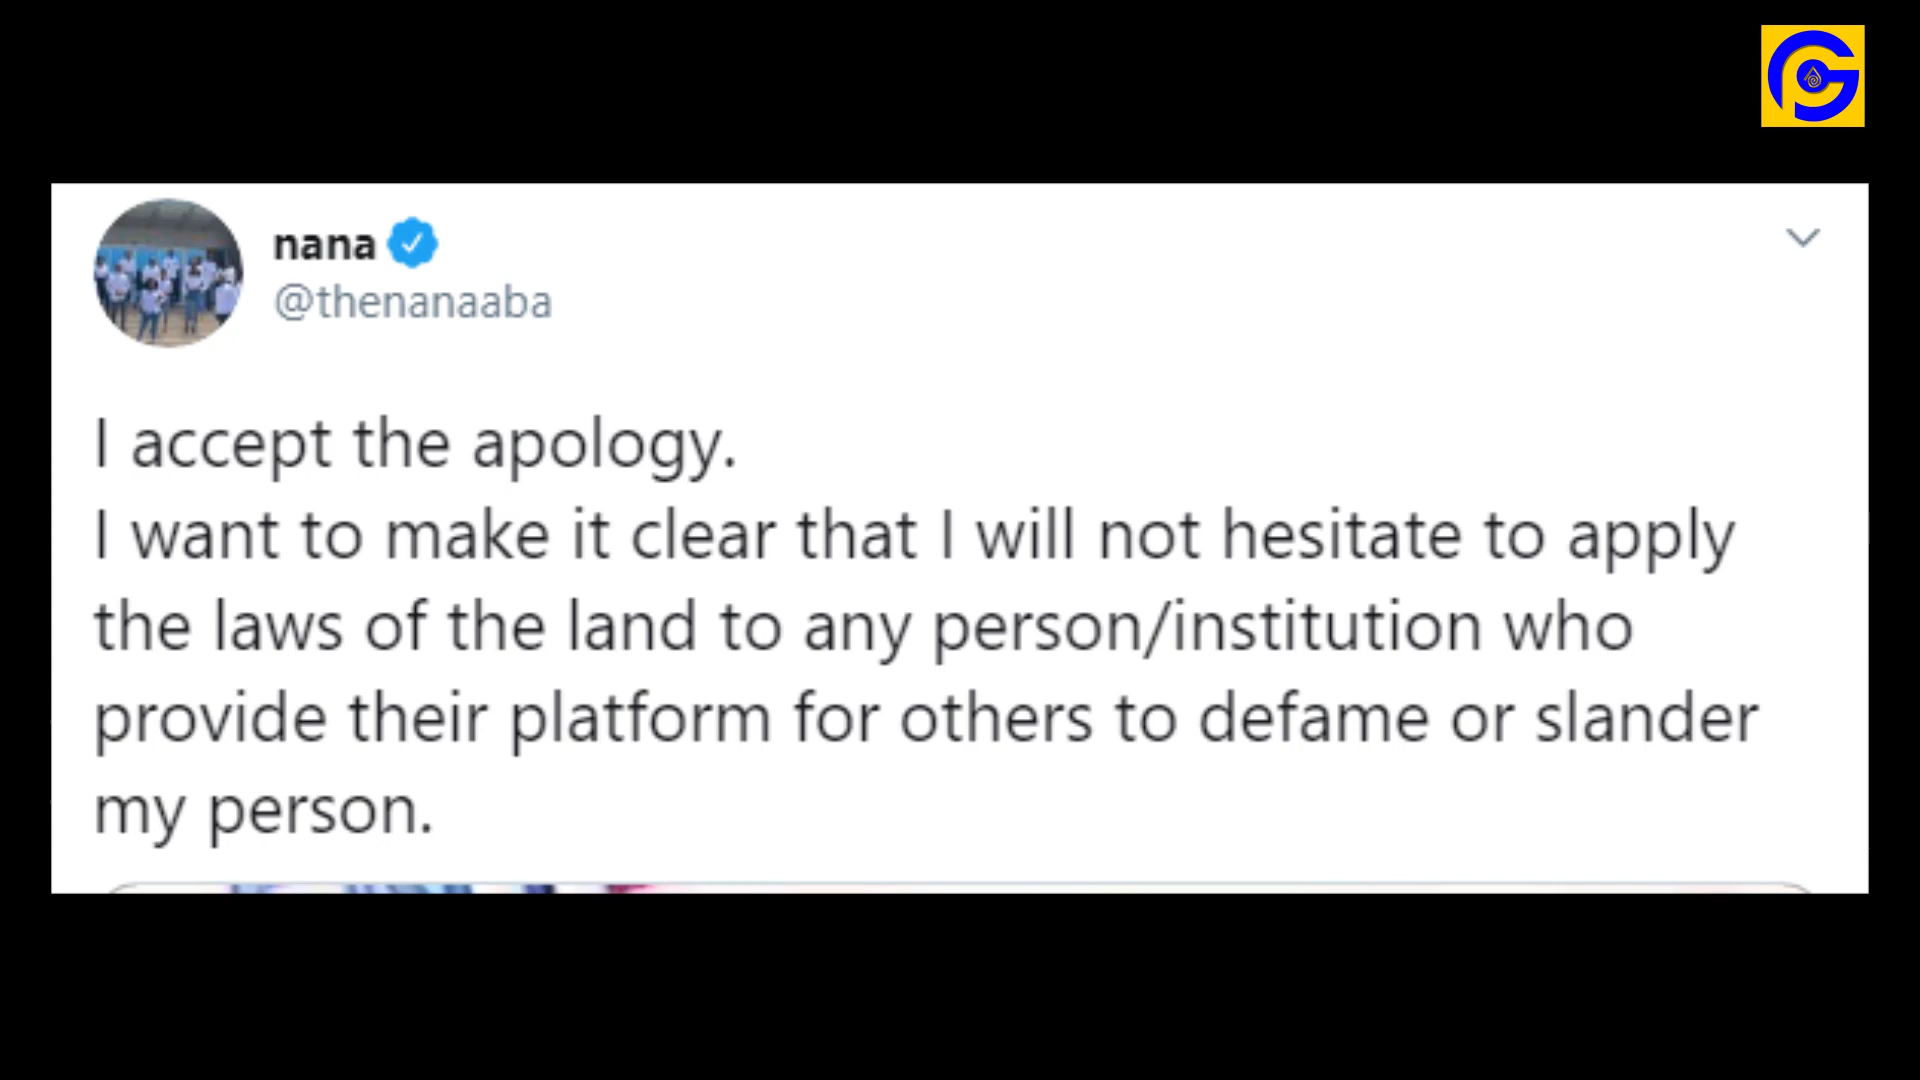 nana
@thenanaaba
I accept the apology.
I want to make it clear that I will not hesitate to apply
the laws of the land to any person/institution who
provide their platform for others to defame or slander
my person.